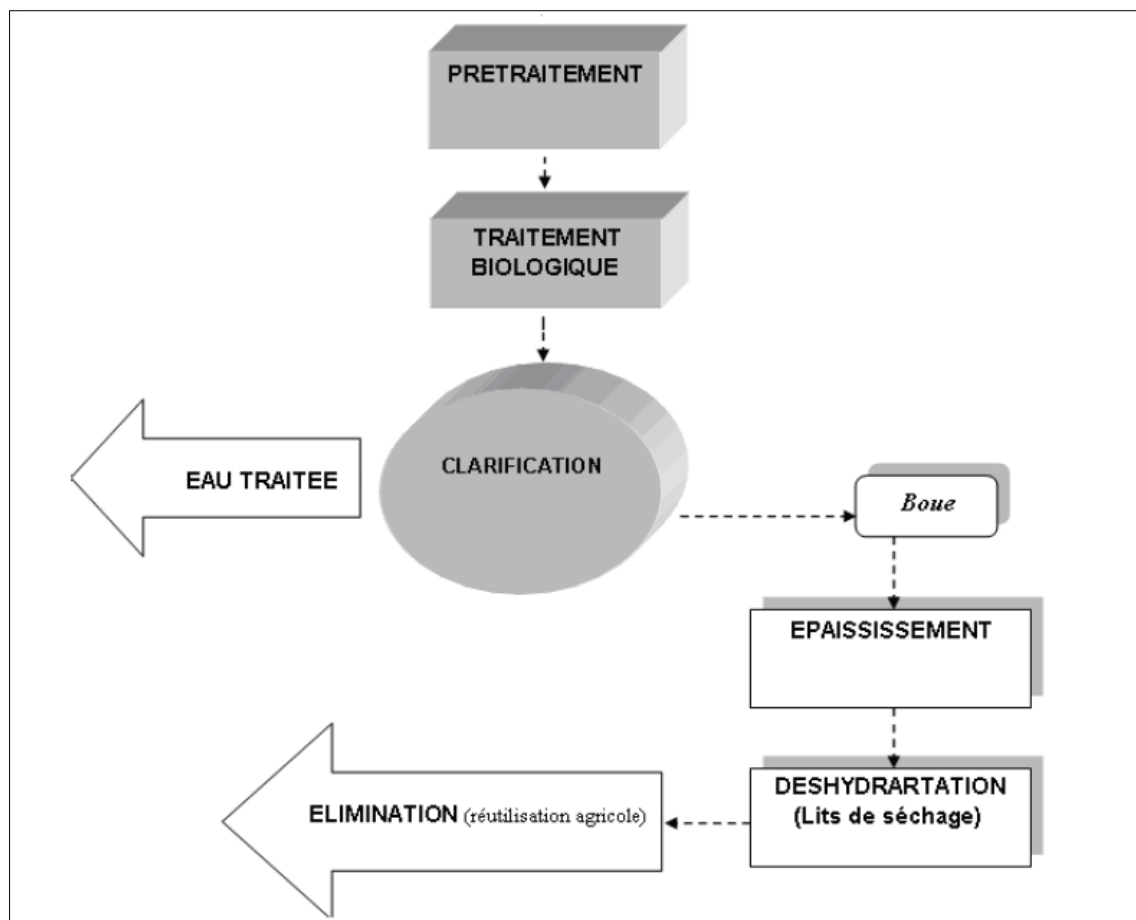 PRETRAITEMENT
TRAITEMENT
BIOLOGIQUE
CLARIFICATION
EAU TRAITEE
Boue
EPAISSISSEMENT
DESHYDRARTATION
(Lits de séchage)
ELIMINATION (réutilisation agricole)